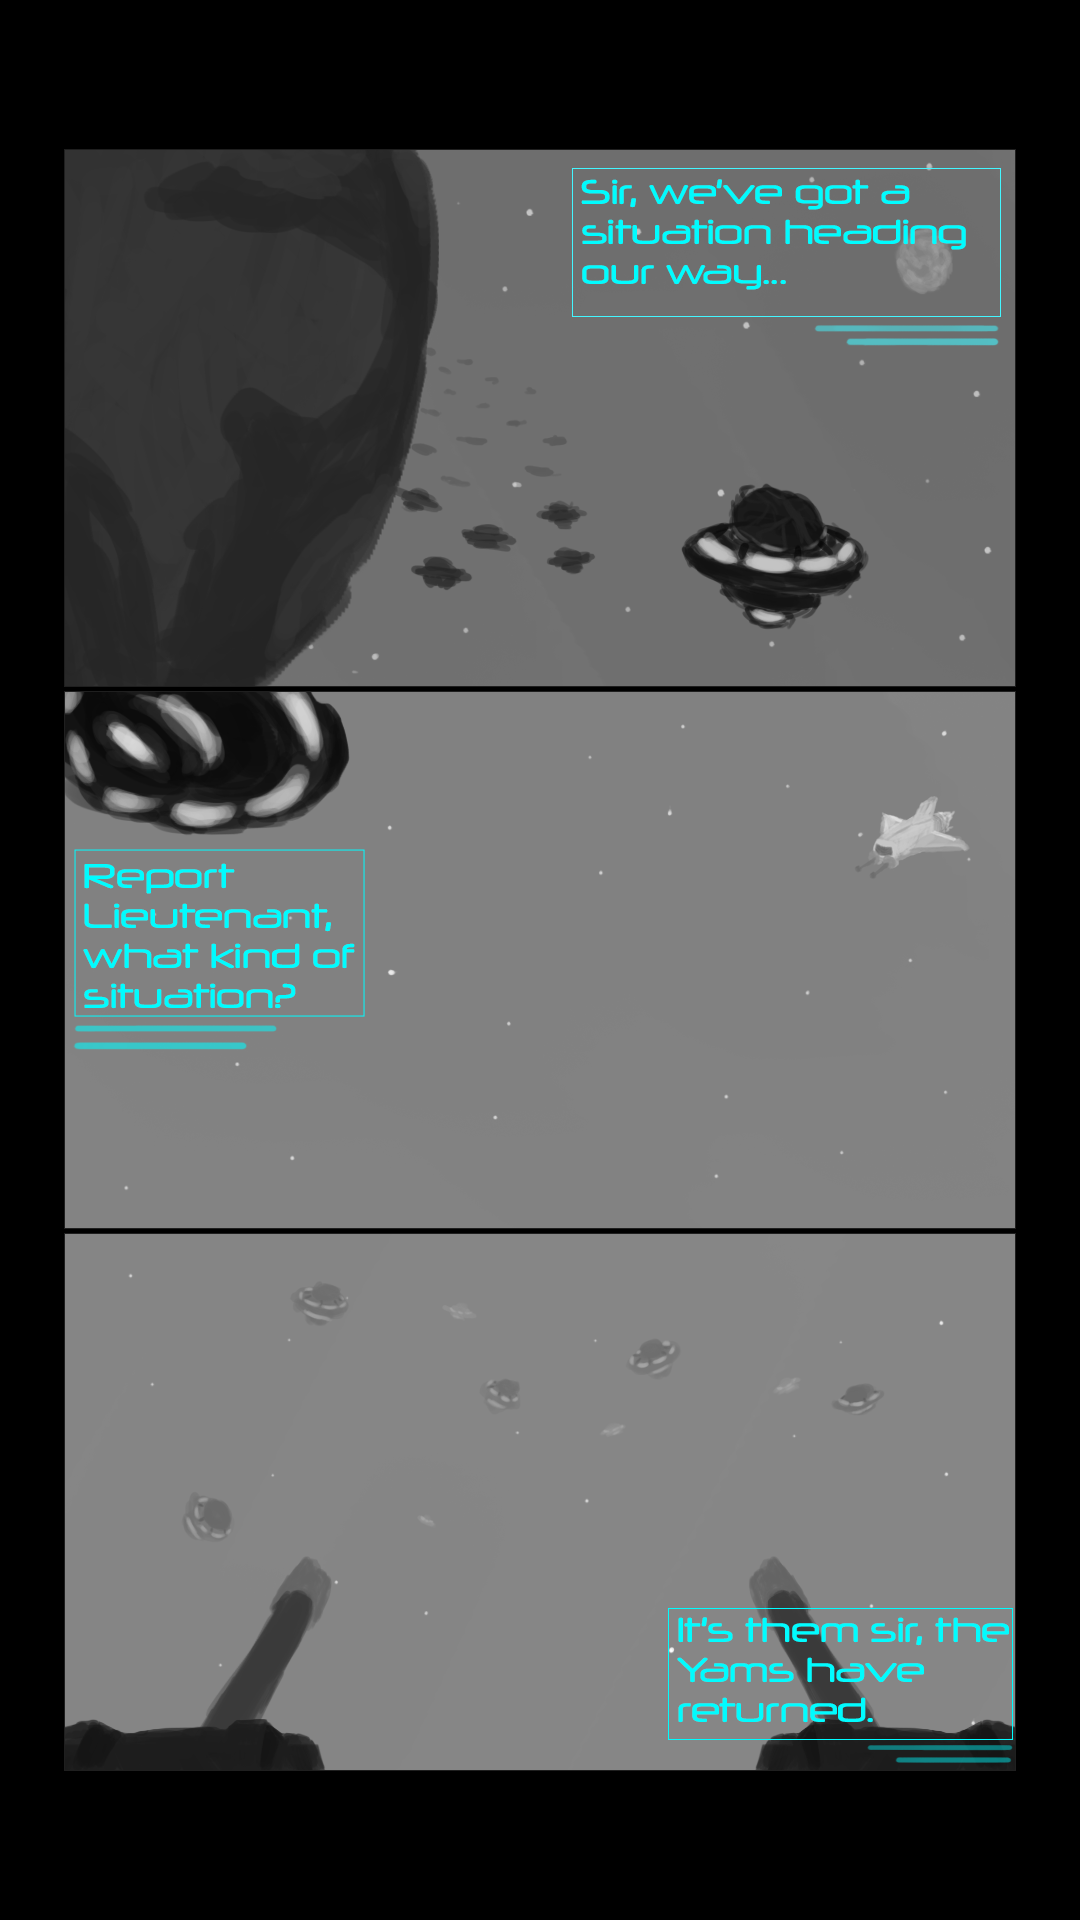 Sir, we've got a
situation heading
our way...
Report
Lieutenant,
what kind of
situation?
It's them sir, the
Yams have
returned.